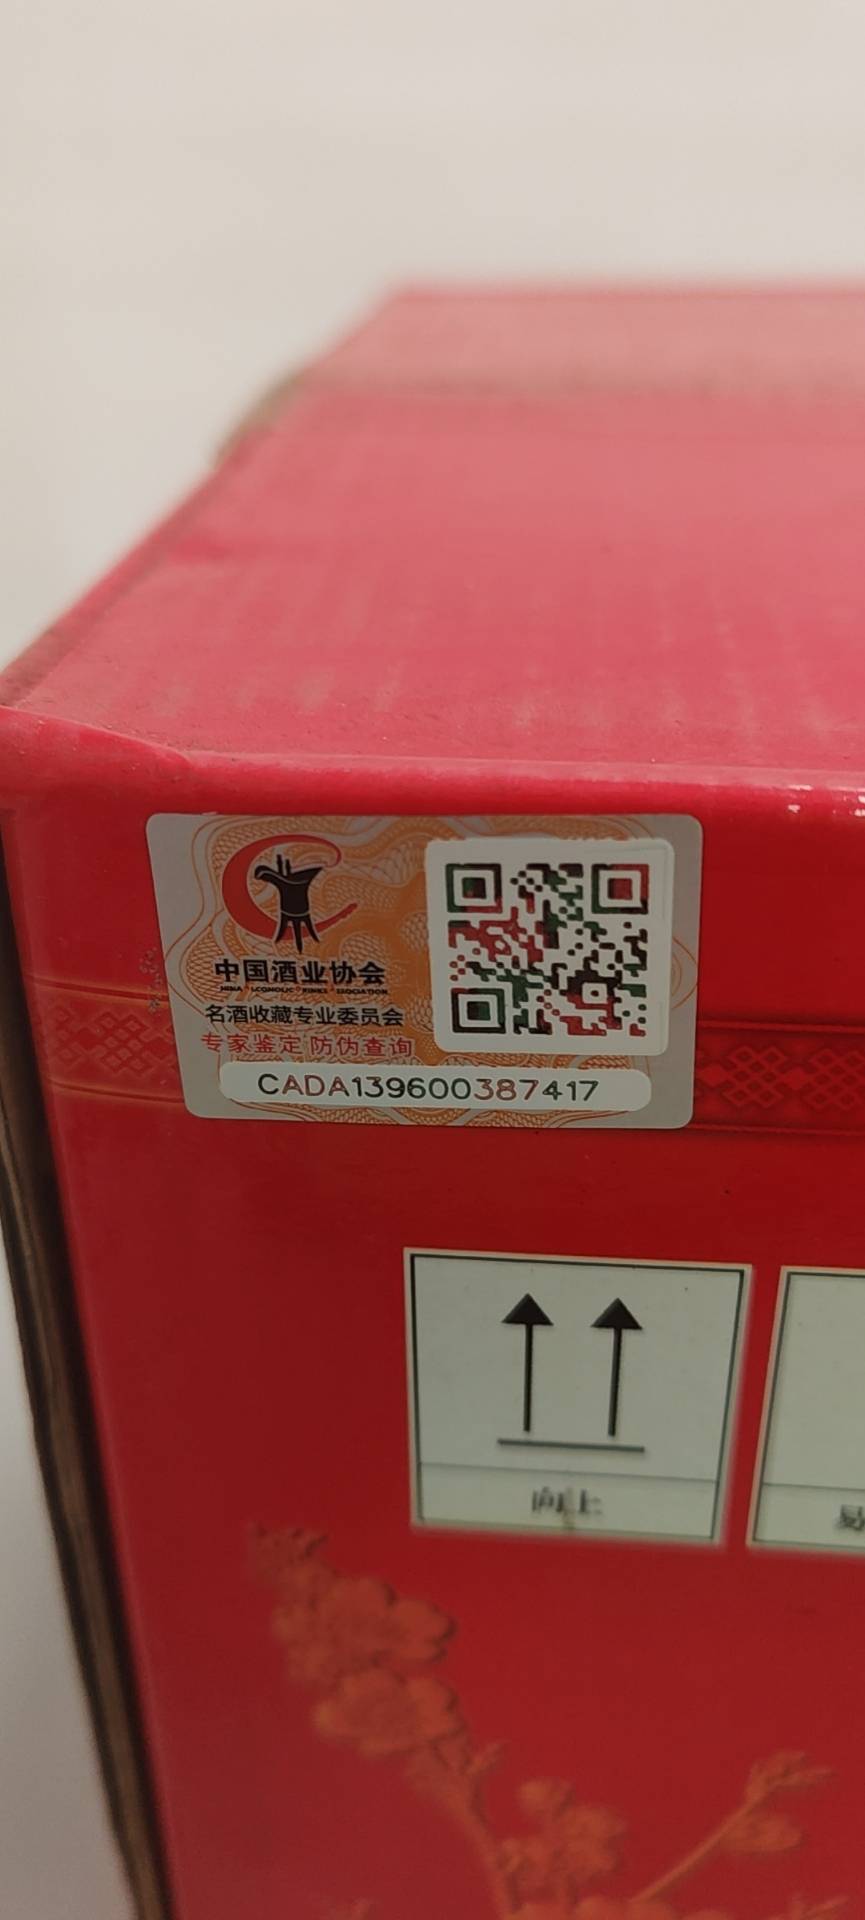 中国酒业协会
名酒收藏专业委员会
专家鉴定 防伪查询
CADA139600387417
向上
易